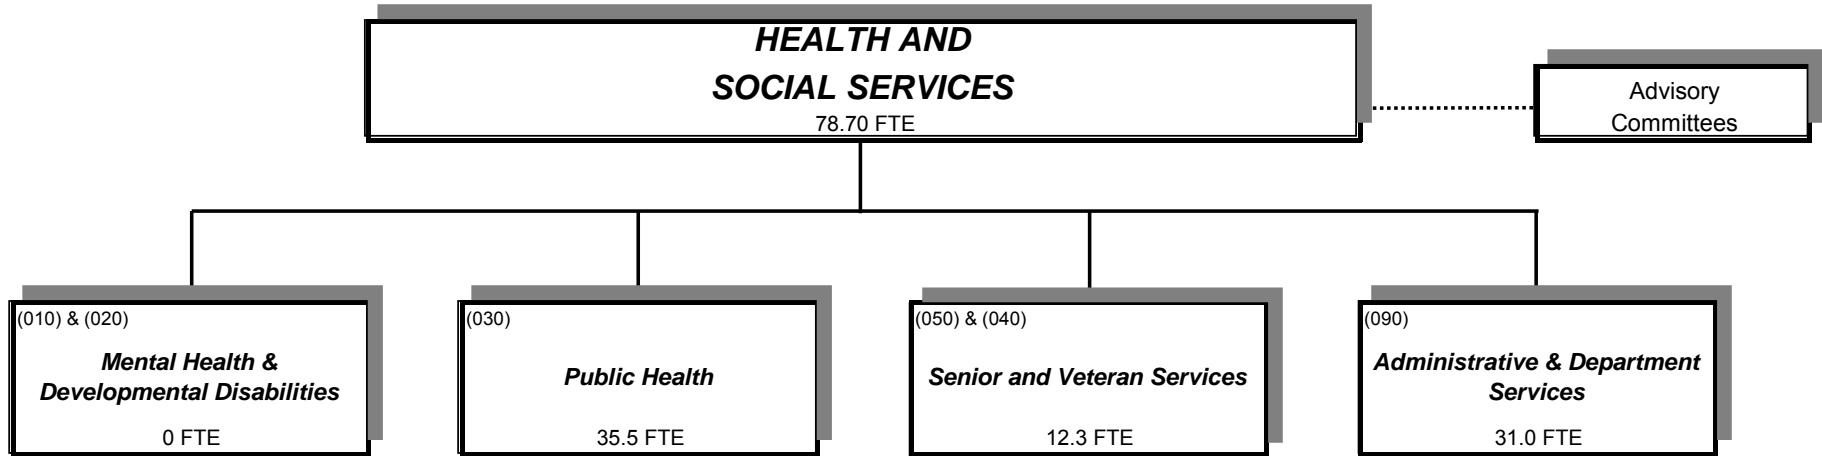 HEALTH AND
SOCIAL SERVICES
78.70 FTE
Advisory
Committees
(010) & (020)
Mental Health &
Developmental Disabilities
0 FTE
(030)
Public Health
35.5 FTE
(050) & (040)
Senior and Veteran Services
12.3 FTE
(090)
Administrative & Department
Services
31.0 FTE